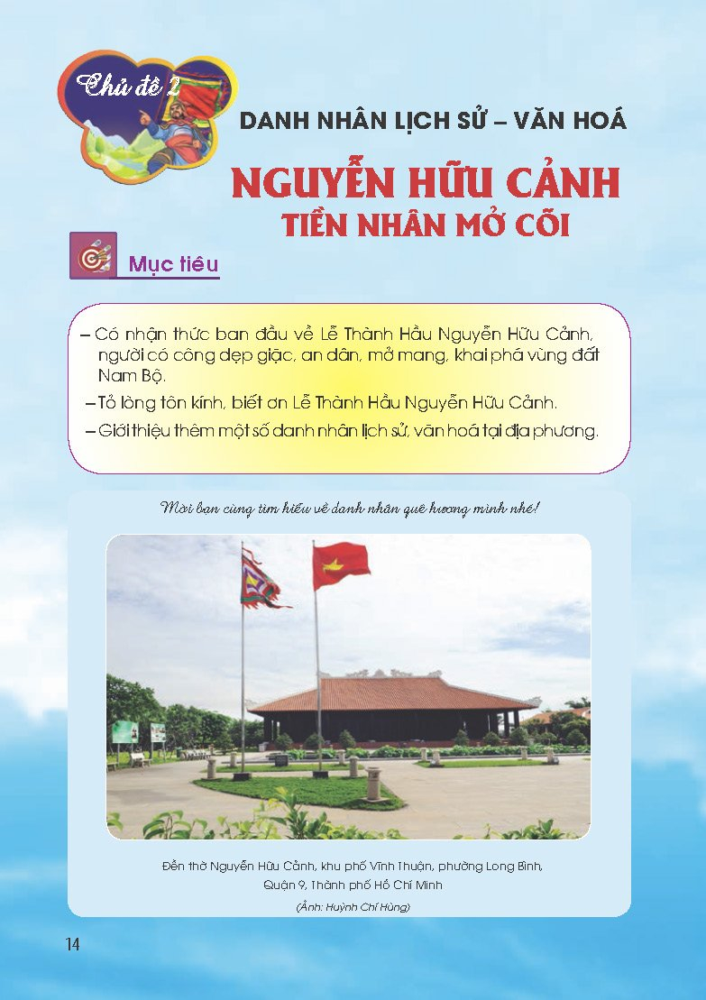 Chủ đề 2
DANH NHÂN LỊCH SỬ – VĂN HOÁ
NGUYỄN HỮU CẢNH
TIỀN NHÂN MỞ CÕI
Mục tiêu
– Có nhận thức ban đầu về Lễ Thành Hầu Nguyễn Hữu Cảnh,
người có công dẹp giặc, an dân, mở mang, khai phá vùng đất
Nam Bộ.
– Tỏ lòng tôn kính, biết ơn Lễ Thành Hầu Nguyễn Hữu Cảnh.
– Giới thiệu thêm một số danh nhân lịch sử, văn hoá tại địa phương.
Mời bạn cùng tìm hiểu về danh nhân quê hương mình nhé!
Đền thờ Nguyễn Hữu Cảnh, khu phố Vĩnh Thuận, phường Long Bình,
Quận 9, Thành phố Hồ Chí Minh
(Ảnh: Huỳnh Chí Hùng)
14